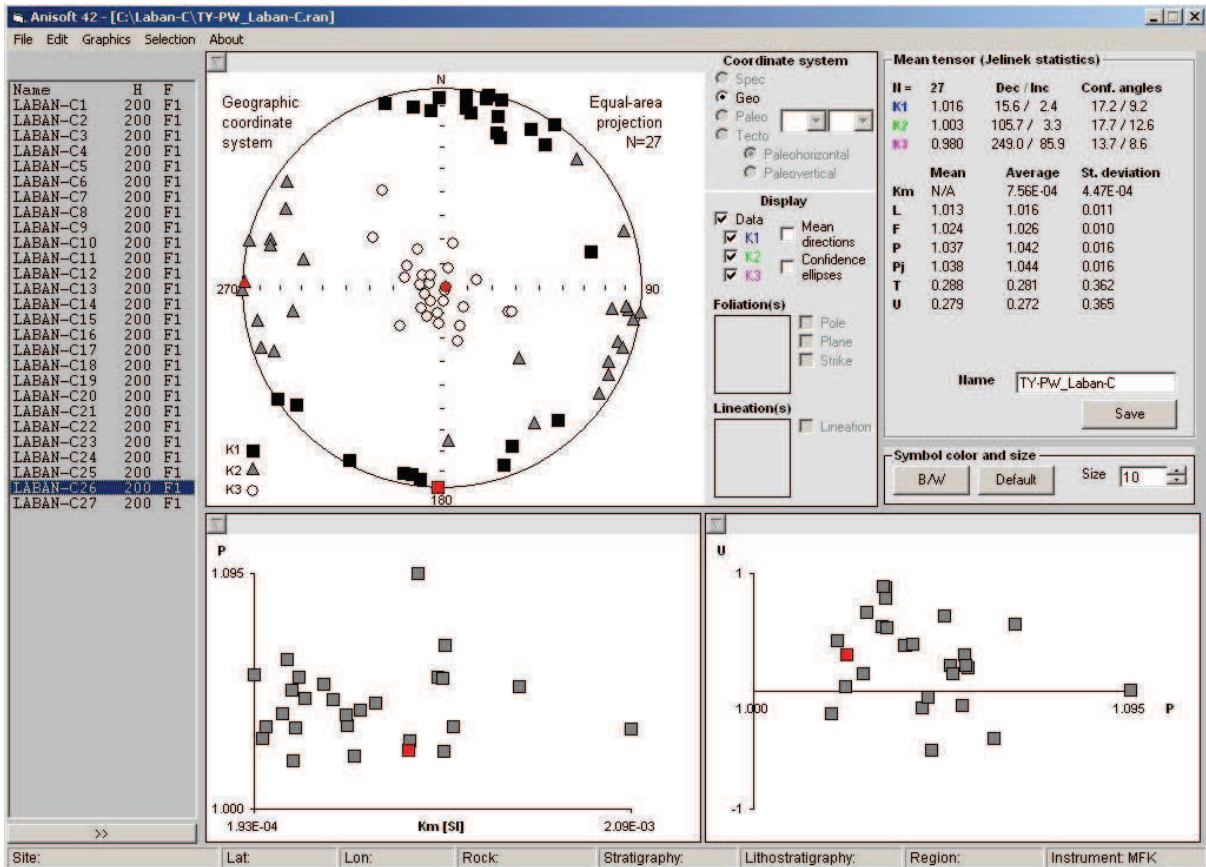 Anisoft 42 - [C:\Laban-C\TY-PW_Laban-C.ran]
File Edit Graphics Selection About
Name H F
LABAN-C1 200 F1
LABAN-C2 200 F1
LABAN-C3 200 F1
LABAN-C4 200 F1
LABAN-C5 200 F1
LABAN-C6 200 F1
LABAN-C7 200 F1
LABAN-C8 200 F1
LABAN-C9 200 F1
LABAN-C10 200 F1
LABAN-C11 200 F1
LABAN-C12 200 F1
LABAN-C13 200 F1
LABAN-C14 200 F1
LABAN-C15 200 F1
LABAN-C16 200 F1
LABAN-C17 200 F1
LABAN-C18 200 F1
LABAN-C19 200 F1
LABAN-C20 200 F1
LABAN-C21 200 F1
LABAN-C22 200 F1
LABAN-C23 200 F1
LABAN-C24 200 F1
LABAN-C25 200 F1
LABAN-C26 200 F1
LABAN-C27 200 F1
>>
Geographic
coordinate
system
N
Equal-area
projection
N=27
270
90
180
K1
K2
K3
Coordinate system
Spec
Geo
Paleo
Tecto
Paleohorizontal
Paleovertical
Display
Data
K1
K2
K3
Mean
directions
Confidence
ellipses
Foliation(s)
Pole
Plane
Strike
Lineation(s)
Lineation
Mean tensor (Jelinek statistics)
N = 27 Dec / Inc Conf. angles
K1 1.016 15.6 / 2.4 17.2 / 9.2
K2 1.003 105.7 / 3.3 17.7 / 12.6
K3 0.980 249.0 / 85.9 13.7 / 8.6
Mean Average St. deviation
Km N/A 7.56E-04 4.47E-04
L 1.013 1.016 0.011
F 1.024 1.026 0.010
P 1.037 1.042 0.016
Pj 1.038 1.044 0.016
T 0.288 0.281 0.362
U 0.279 0.272 0.365
Name TY-PW_Laban-C
Save
Symbol color and size
B/W Default Size 10
P
1.095
1.000
1.93E-04 Km [SI] 2.09E-03
U
1
1.000 1.095 P
-1
Site: Lat: Lon: Rock: Stratigraphy: Lithostratigraphy: Region: Instrument: MFK